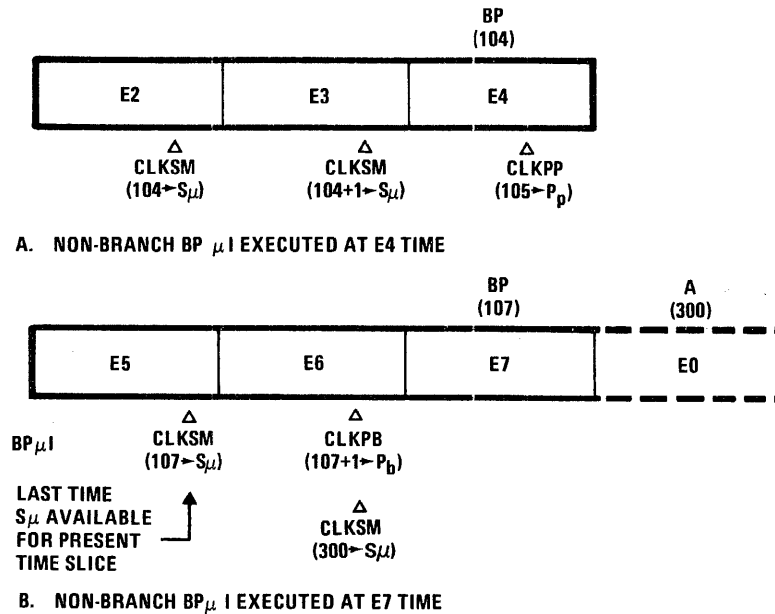 BP
(104)
E2 E3 E4
CLKSM CLKSM CLKPP
(104→Sμ) (104+1→Sμ) (105→Pp)
A. NON-BRANCH BP μI EXECUTED AT E4 TIME
BP A
(107) (300)
E5 E6 E7 E0
BPμI CLKSM CLKPB
(107→Sμ) (107+1→Pb)
LAST TIME
Sμ AVAILABLE
FOR PRESENT
TIME SLICE
CLKSM
(300→Sμ)
B. NON-BRANCH BPμ I EXECUTED AT E7 TIME